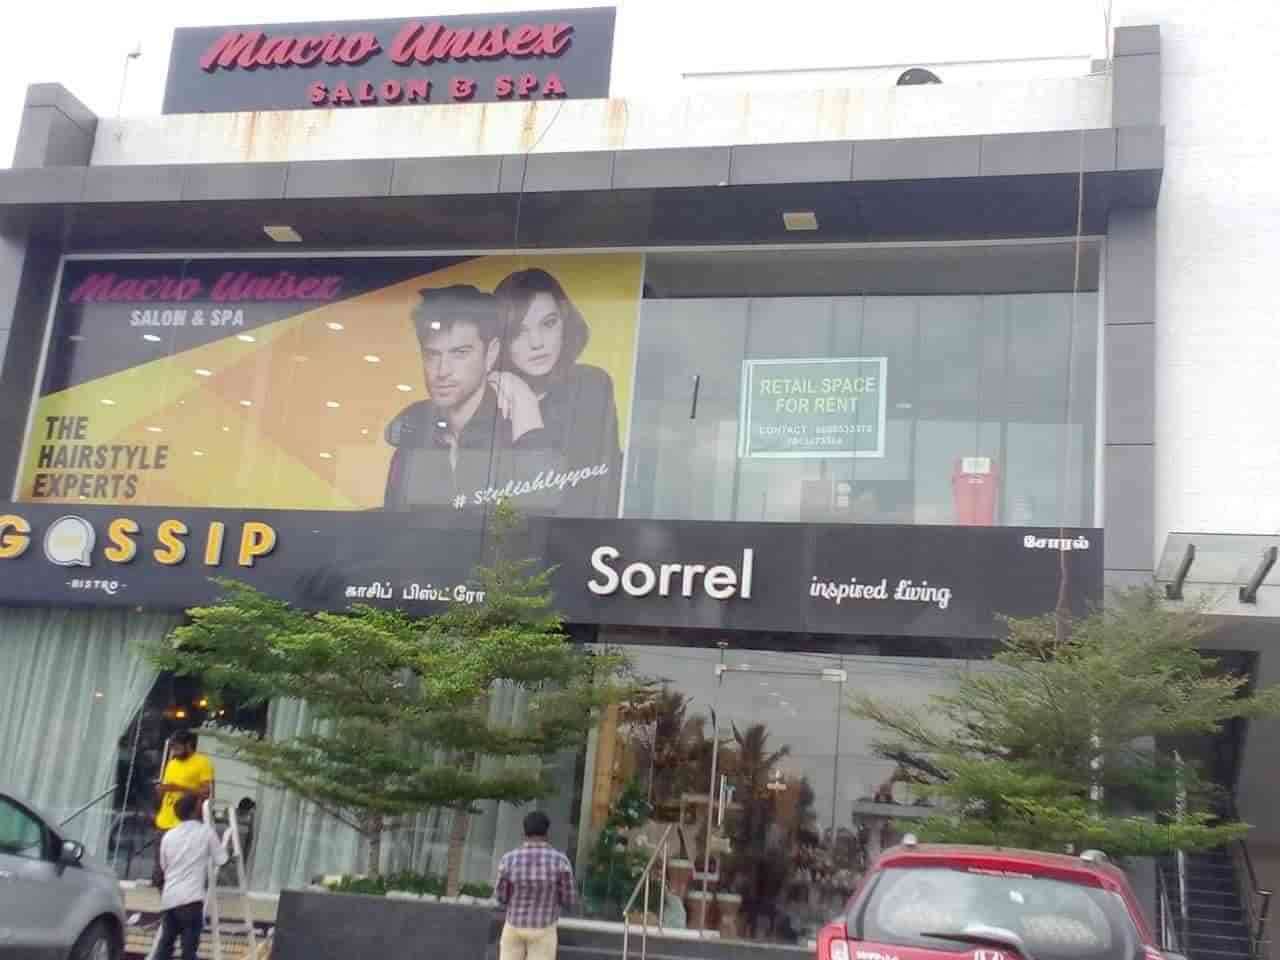 Macro Unisex
SALON & SPA
Macro Unisex
SALON & SPA
THE
HAIRSTYLE
EXPERTS
# stylishlyyou
RETAIL SPACE
FOR RENT
CONTACT :
GOSSIP
-BISTRO-
காசிப் பிஸ்ட்ரோ
Sorrel
inspired living
சோரல்